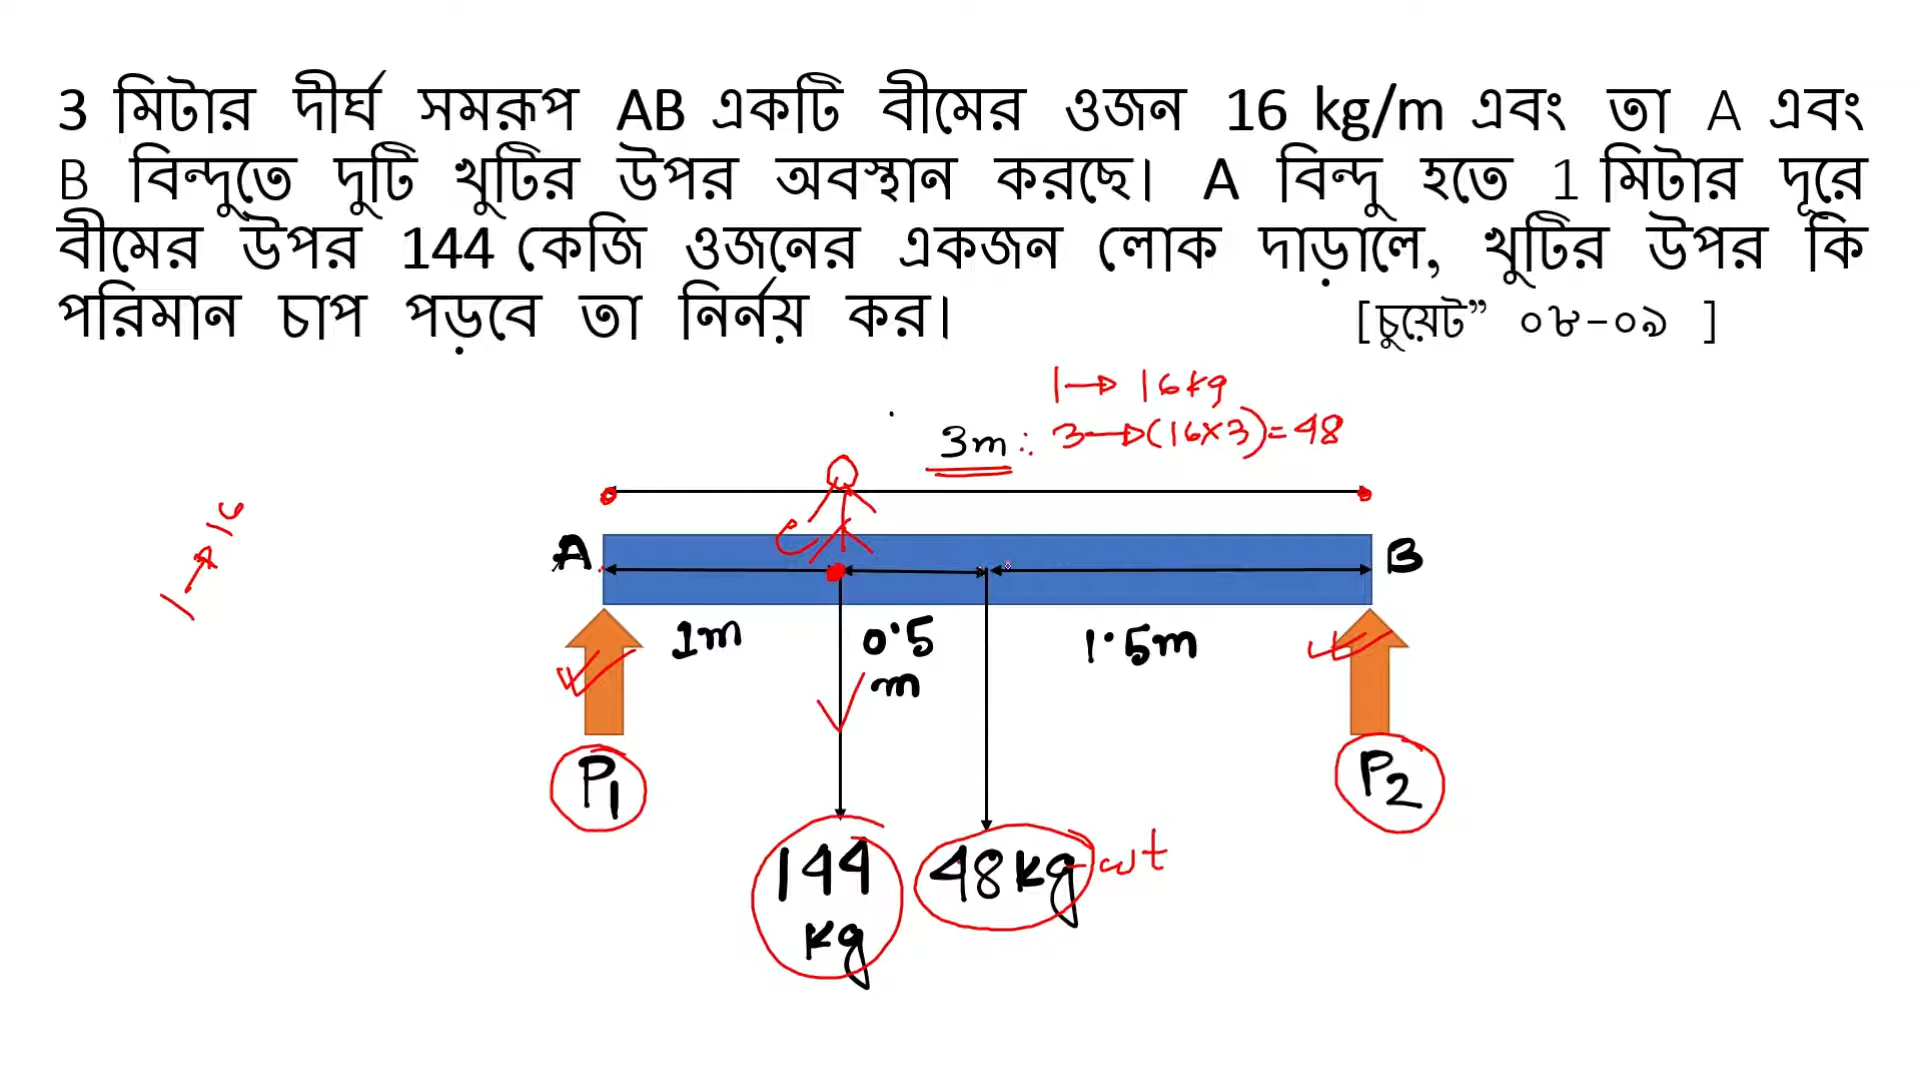 3 মিটার দীর্ঘ সমরূপ AB একটি বীমের ওজন 16 kg/m এবং তা A এবং
B বিন্দুতে দুটি খুটির উপর অবস্থান করছে। A বিন্দু হতে 1 মিটার দূরে
বীমের উপর 144 কেজি ওজনের একজন লোক দাড়ালে, খুটির উপর কি
পরিমান চাপ পড়বে তা নির্নয় কর।
[চুয়েট” ০৮-০৯ ]
1→ 16kg
3m ∴ 3→(16×3)=48
1→16
A B
1m 0.5 1.5m
m
P1 P2
144 48kg-wt
kg